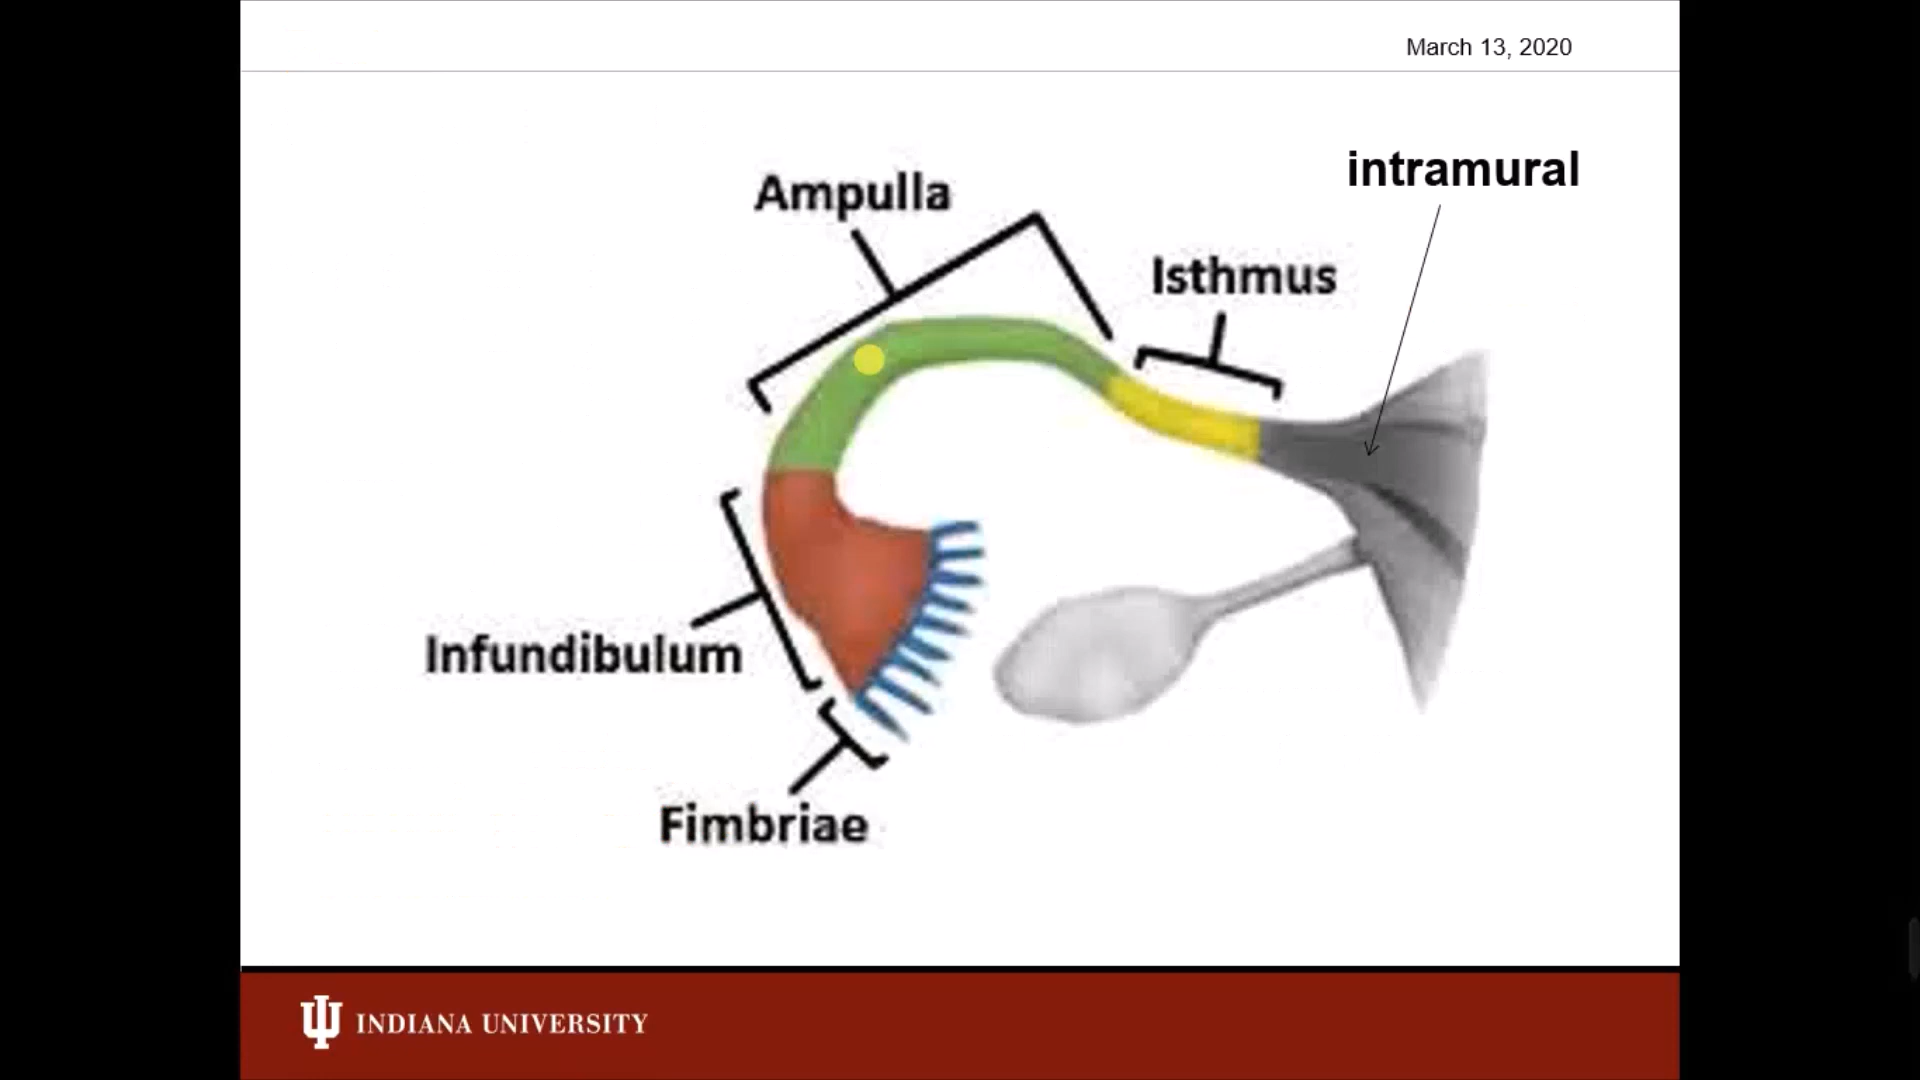 March 13, 2020
intramural
Ampulla
Isthmus
Infundibulum
Fimbriae
INDIANA UNIVERSITY